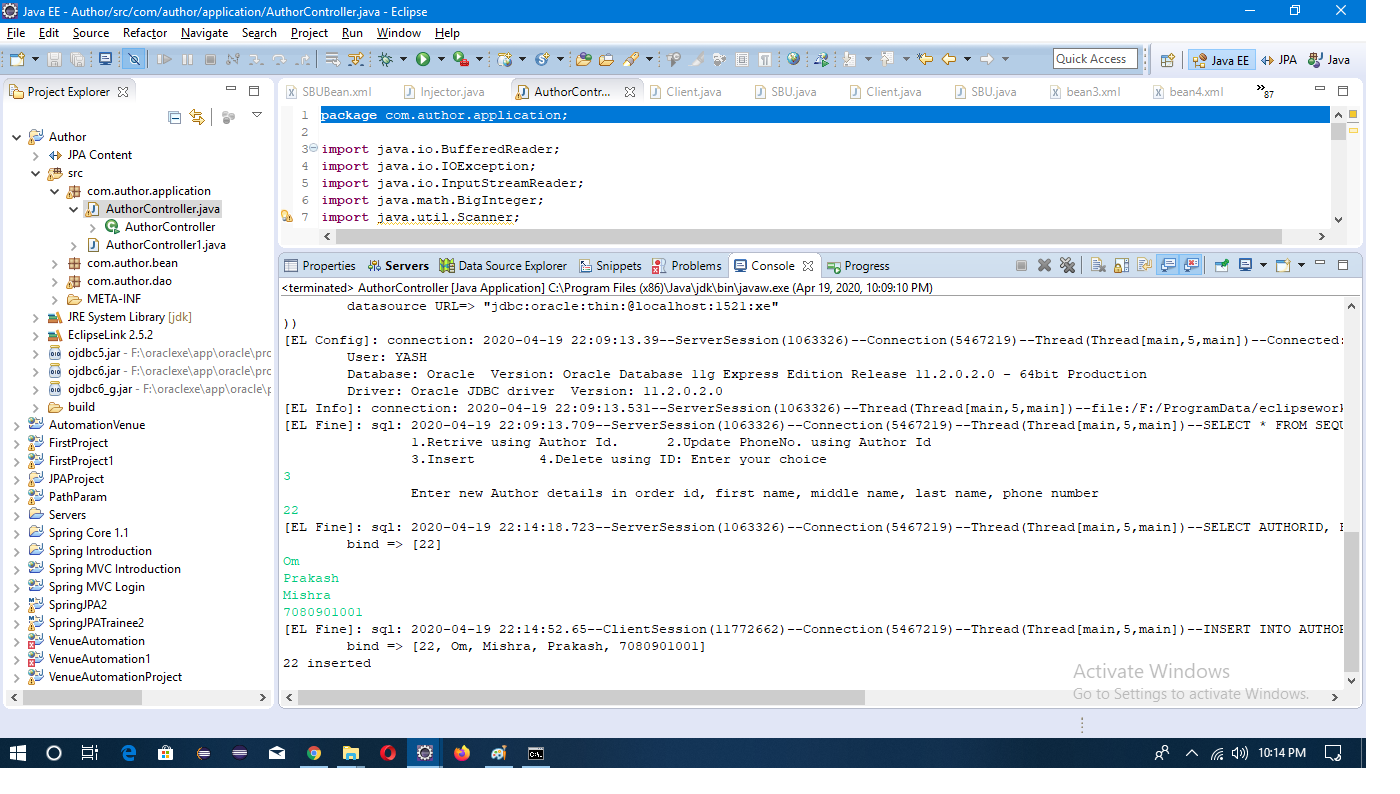 Java EE - Author/src/com/author/application/AuthorController.java - Eclipse
File Edit Source Refactor Navigate Search Project Run Window Help
Quick Access
Java EE
JPA
Java
Project Explorer
Author
JPA Content
src
com.author.application
AuthorController.java
AuthorController
AuthorController1.java
com.author.bean
com.author.dao
META-INF
JRE System Library [jdk]
EclipseLink 2.5.2
ojdbc5.jar - F:\oraclexe\app\oracle\prc
ojdbc6.jar - F:\oraclexe\app\oracle\prc
ojdbc6_g.jar - F:\oraclexe\app\oracle\p
build
AutomationVenue
FirstProject
FirstProject1
JPAProject
PathParam
Servers
Spring Core 1.1
Spring Introduction
Spring MVC Introduction
Spring MVC Login
SpringJPA2
SpringJPATrainee2
VenueAutomation
VenueAutomation1
VenueAutomationProject
SBUBean.xml Injector.java AuthorContr... Client.java SBU.java Client.java SBU.java bean3.xml bean4.xml »87
1 package com.author.application;
2
3 import java.io.BufferedReader;
4 import java.io.IOException;
5 import java.io.InputStreamReader;
6 import java.math.BigInteger;
7 import java.util.Scanner;
Properties Servers Data Source Explorer Snippets Problems Console Progress
<terminated> AuthorController [Java Application] C:\Program Files (x86)\Java\jdk\bin\javaw.exe (Apr 19, 2020, 10:09:10 PM)
datasource URL=> "jdbc:oracle:thin:@localhost:1521:xe"
))
[EL Config]: connection: 2020-04-19 22:09:13.39--ServerSession(1063326)--Connection(5467219)--Thread(Thread[main,5,main])--Connected:
User: YASH
Database: Oracle Version: Oracle Database 11g Express Edition Release 11.2.0.2.0 - 64bit Production
Driver: Oracle JDBC driver Version: 11.2.0.2.0
[EL Info]: connection: 2020-04-19 22:09:13.531--ServerSession(1063326)--Thread(Thread[main,5,main])--file:/F:/ProgramData/eclipsework
[EL Fine]: sql: 2020-04-19 22:09:13.709--ServerSession(1063326)--Connection(5467219)--Thread(Thread[main,5,main])--SELECT * FROM SEQU
1.Retrive using Author Id. 2.Update PhoneNo. using Author Id
3.Insert 4.Delete using ID: Enter your choice
3
Enter new Author details in order id, first name, middle name, last name, phone number
22
[EL Fine]: sql: 2020-04-19 22:14:18.723--ServerSession(1063326)--Connection(5467219)--Thread(Thread[main,5,main])--SELECT AUTHORID, F
bind => [22]
Om
Prakash
Mishra
7080901001
[EL Fine]: sql: 2020-04-19 22:14:52.65--ClientSession(11772662)--Connection(5467219)--Thread(Thread[main,5,main])--INSERT INTO AUTHOR
bind => [22, Om, Mishra, Prakash, 7080901001]
22 inserted
Activate Windows
Go to Settings to activate Windows.
10:14 PM